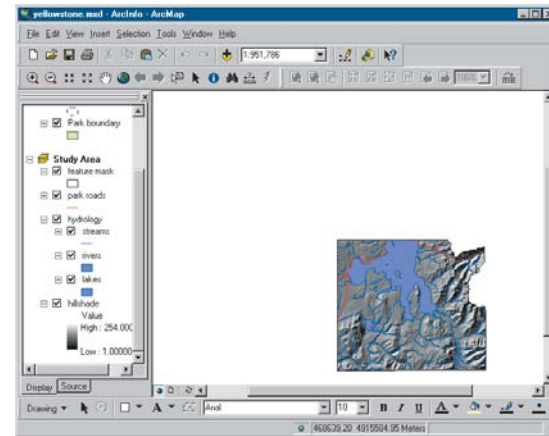 yellowstone.mxd - ArcInfo - ArcMap
File Edit View Insert Selection Tools Window Help
1:951,786
100%
Park boundary
Study Area
feature mask
park roads
hydrology
streams
rivers
lakes
hillshade
Value
High : 254.000
Low : 1.00000
Display Source
Drawing A Arial 10 B I U A
468639.20 4915584.95 Meters